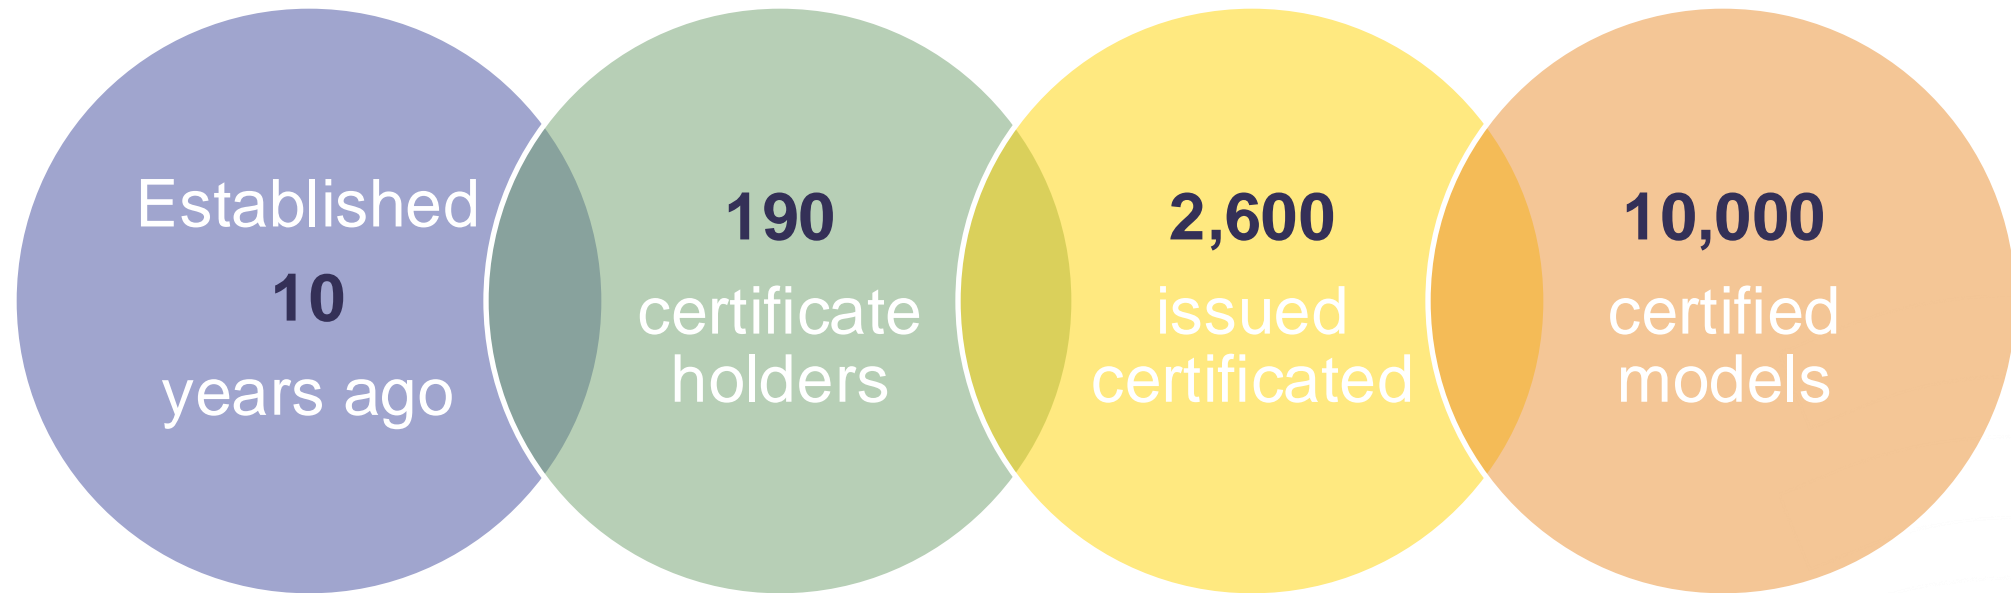 Established
10
years ago
190
certificate
holders
2,600
issued
certificated
10,000
certified
models